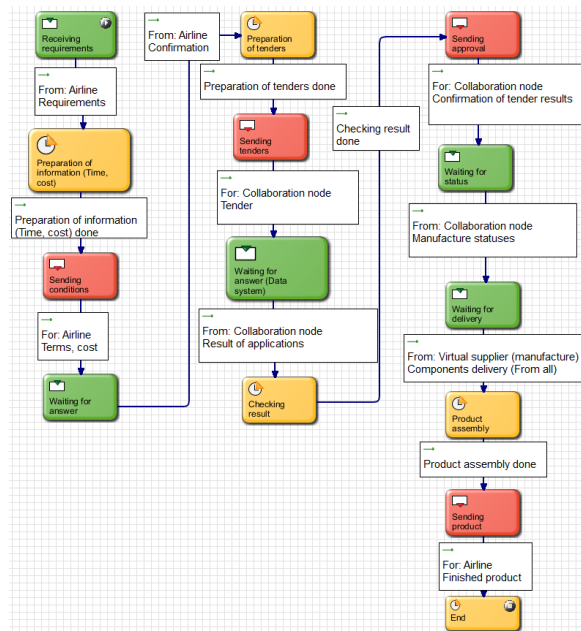 Receiving
requirements
From: Airline
Requirements
Preparation of
information (Time,
cost)
Preparation of information
(Time, cost) done
Sending
conditions
For: Airline
Terms, cost
Waiting for
answer
From: Airline
Confirmation
Preparation
of tenders
Preparation of tenders done
Sending
tenders
For: Collaboration node
Tender
Waiting for
answer (Data
system)
From: Collaboration node
Result of applications
Checking
result
Checking result
done
Sending
approval
For: Collaboration node
Confirmation of tender results
Waiting for
status
From: Collaboration node
Manufacture statuses
Waiting for
delivery
From: Virtual supplier (manufacture)
Components delivery (From all)
Product
assembly
Product assembly done
Sending
product
For: Airline
Finished product
End